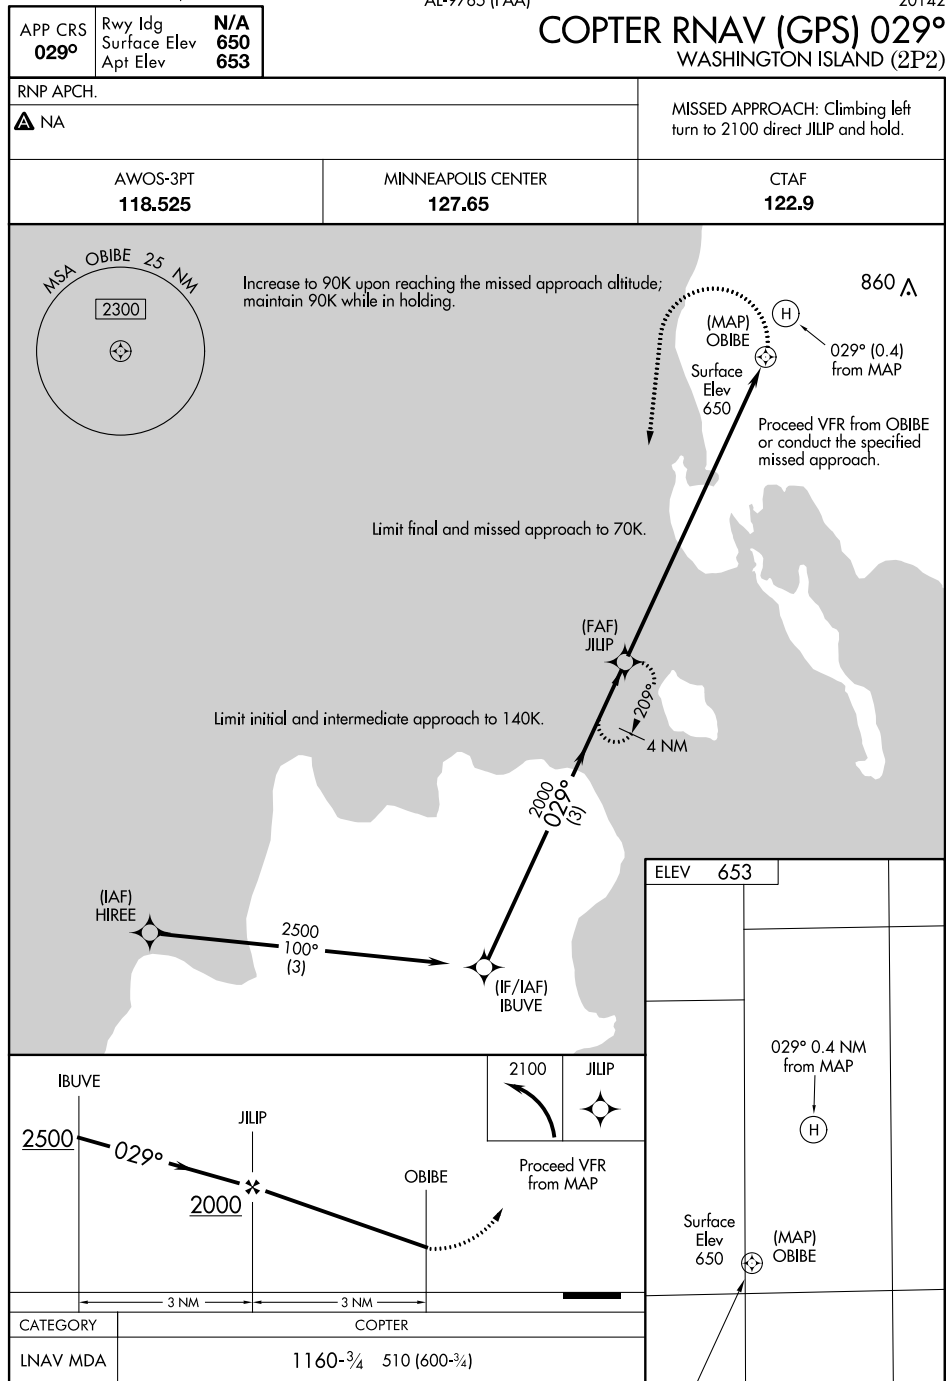 AL-9765 (FAA)
20142
APP CRS
029°
Rwy ldg N/A
Surface Elev 650
Apt Elev 653
COPTER RNAV (GPS) 029°
WASHINGTON ISLAND (2P2)
RNP APCH.
A NA
MISSED APPROACH: Climbing left
turn to 2100 direct JILIP and hold.
AWOS-3PT
118.525
MINNEAPOLIS CENTER
127.65
CTAF
122.9
MSA OBIBE 25 NM
2300
Increase to 90K upon reaching the missed approach altitude;
maintain 90K while in holding.
860
(MAP)
OBIBE
H
029° (0.4)
from MAP
Surface
Elev
650
Proceed VFR from OBIBE
or conduct the specified
missed approach.
Limit final and missed approach to 70K.
(FAF)
JILIP
209°
4 NM
Limit initial and intermediate approach to 140K.
2000
029°
(3)
(IAF)
HIREE
2500
100°
(3)
(IF/IAF)
IBUVE
ELEV 653
029° 0.4 NM
from MAP
H
Surface
Elev
650
(MAP)
OBIBE
IBUVE
2500
029°
JILIP
2000
OBIBE
2100
JILIP
Proceed VFR
from MAP
3 NM
3 NM
CATEGORY
COPTER
LNAV MDA
1160-¾ 510 (600-¾)